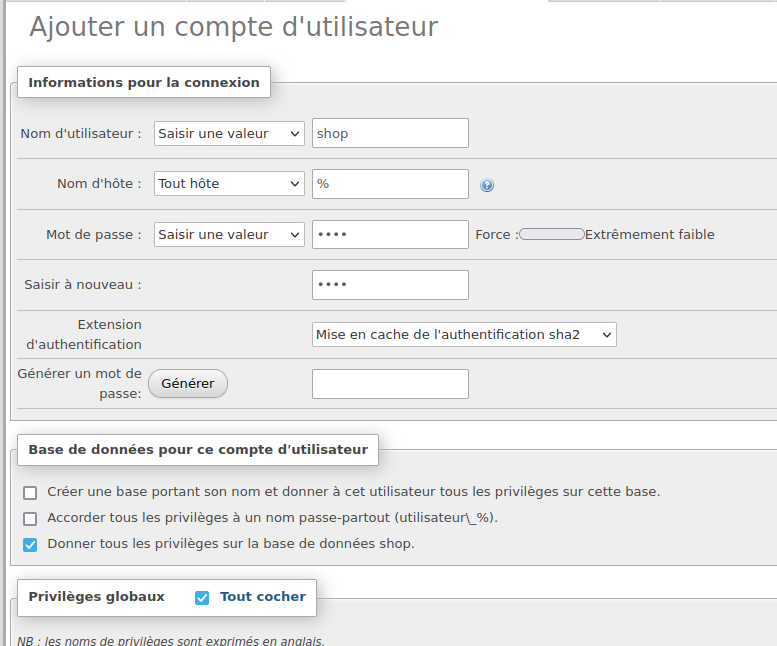 Ajouter un compte d'utilisateur
Informations pour la connexion
Nom d'utilisateur : Saisir une valeur shop
Nom d'hôte : Tout hôte %
Mot de passe : Saisir une valeur •••• Force : Extrêmement faible
Saisir à nouveau : ••••
Extension
d'authentification
Mise en cache de l'authentification sha2
Générer un mot de
passe:
Générer
Base de données pour ce compte d'utilisateur
Créer une base portant son nom et donner à cet utilisateur tous les privilèges sur cette base.
Accorder tous les privilèges à un nom passe-partout (utilisateur\_%).
Donner tous les privilèges sur la base de données shop.
Privilèges globaux Tout cocher
NB : les noms de privilèges sont exprimés en anglais.